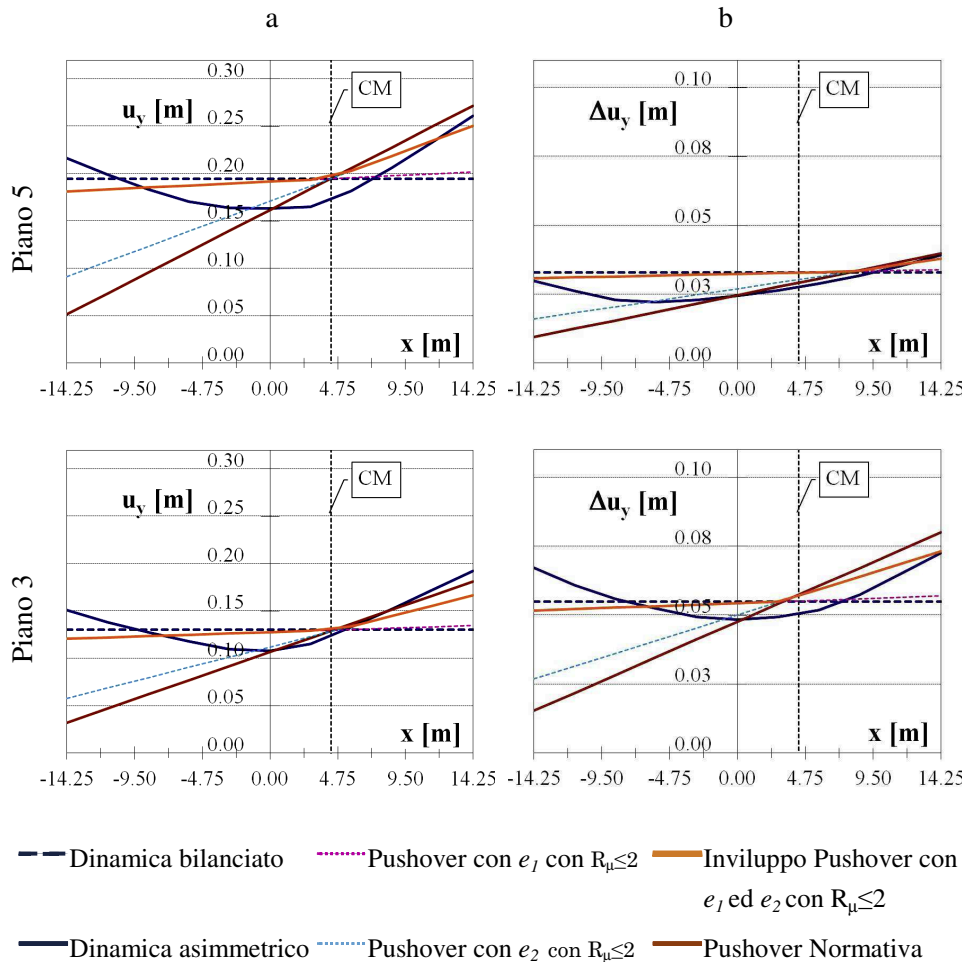 a
b
Piano 5
0.30
0.25
0.20
0.15
0.10
0.05
0.00
u_y [m]
CM
x [m]
-14.25 -9.50 -4.75 0.00 4.75 9.50 14.25
0.10
0.08
0.05
0.03
0.00
Δu_y [m]
CM
x [m]
-14.25 -9.50 -4.75 0.00 4.75 9.50 14.25
Piano 3
0.30
0.25
0.20
0.15
0.10
0.05
0.00
u_y [m]
CM
x [m]
-14.25 -9.50 -4.75 0.00 4.75 9.50 14.25
0.10
0.08
0.05
0.03
0.00
Δu_y [m]
CM
x [m]
-14.25 -9.50 -4.75 0.00 4.75 9.50 14.25
Dinamica bilanciato
Pushover con e₁ con Rμ≤2
Inviluppo Pushover con
e₁ ed e₂ con Rμ≤2
Dinamica asimmetrico
Pushover con e₂ con Rμ≤2
Pushover Normativa